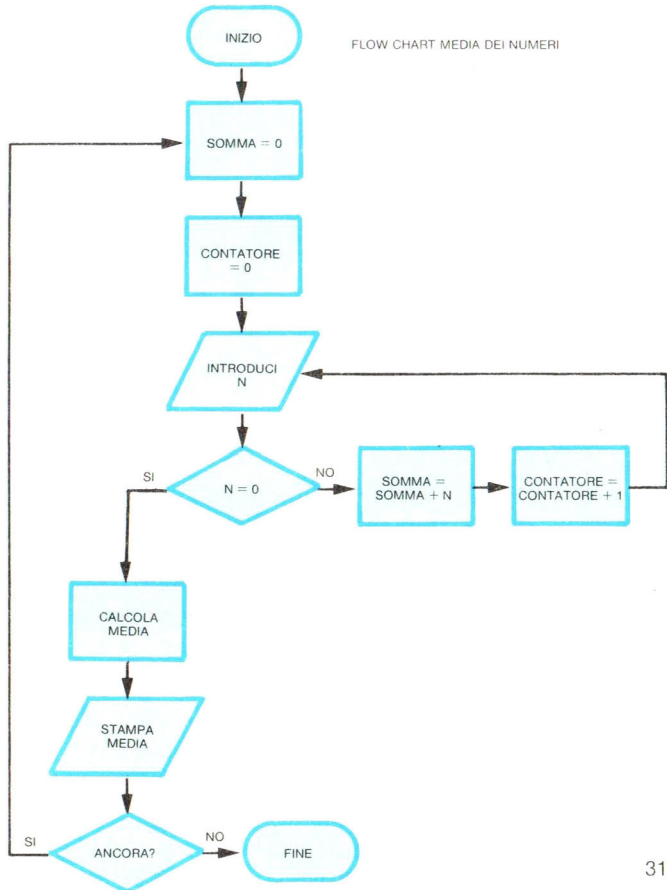 INIZIO
FLOW CHART MEDIA DEI NUMERI
SOMMA = 0
CONTATORE
= 0
INTRODUCI
N
SI
N = 0
NO
SOMMA =
SOMMA + N
CONTATORE =
CONTATORE + 1
CALCOLA
MEDIA
STAMPA
MEDIA
SI
ANCORA?
NO
FINE
31